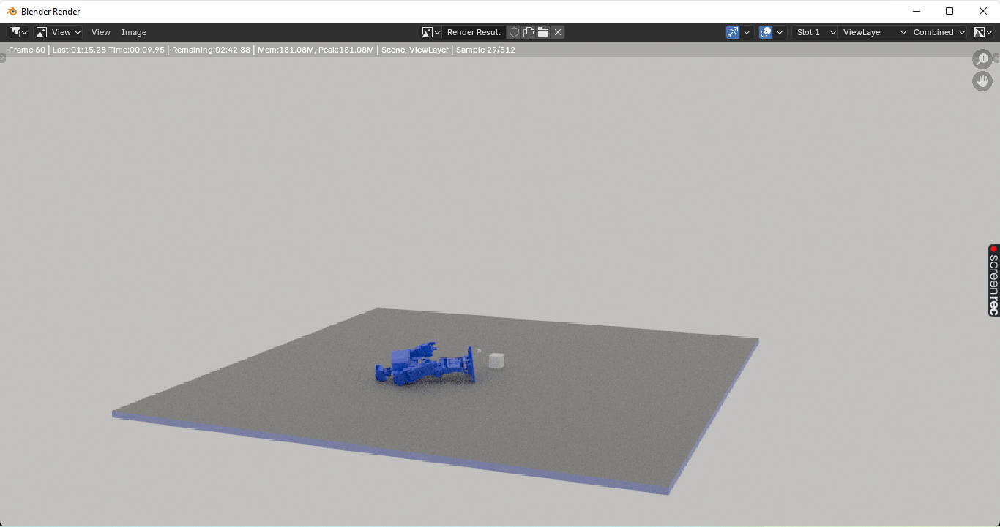 Blender Render
View View Image Render Result Slot 1 ViewLayer Combined
Frame:60 | Last:01:15.28 Time:00:09.95 | Remaining:02:42.88 | Mem:181.08M, Peak:181.08M | Scene, ViewLayer | Sample 29/512
screenrec